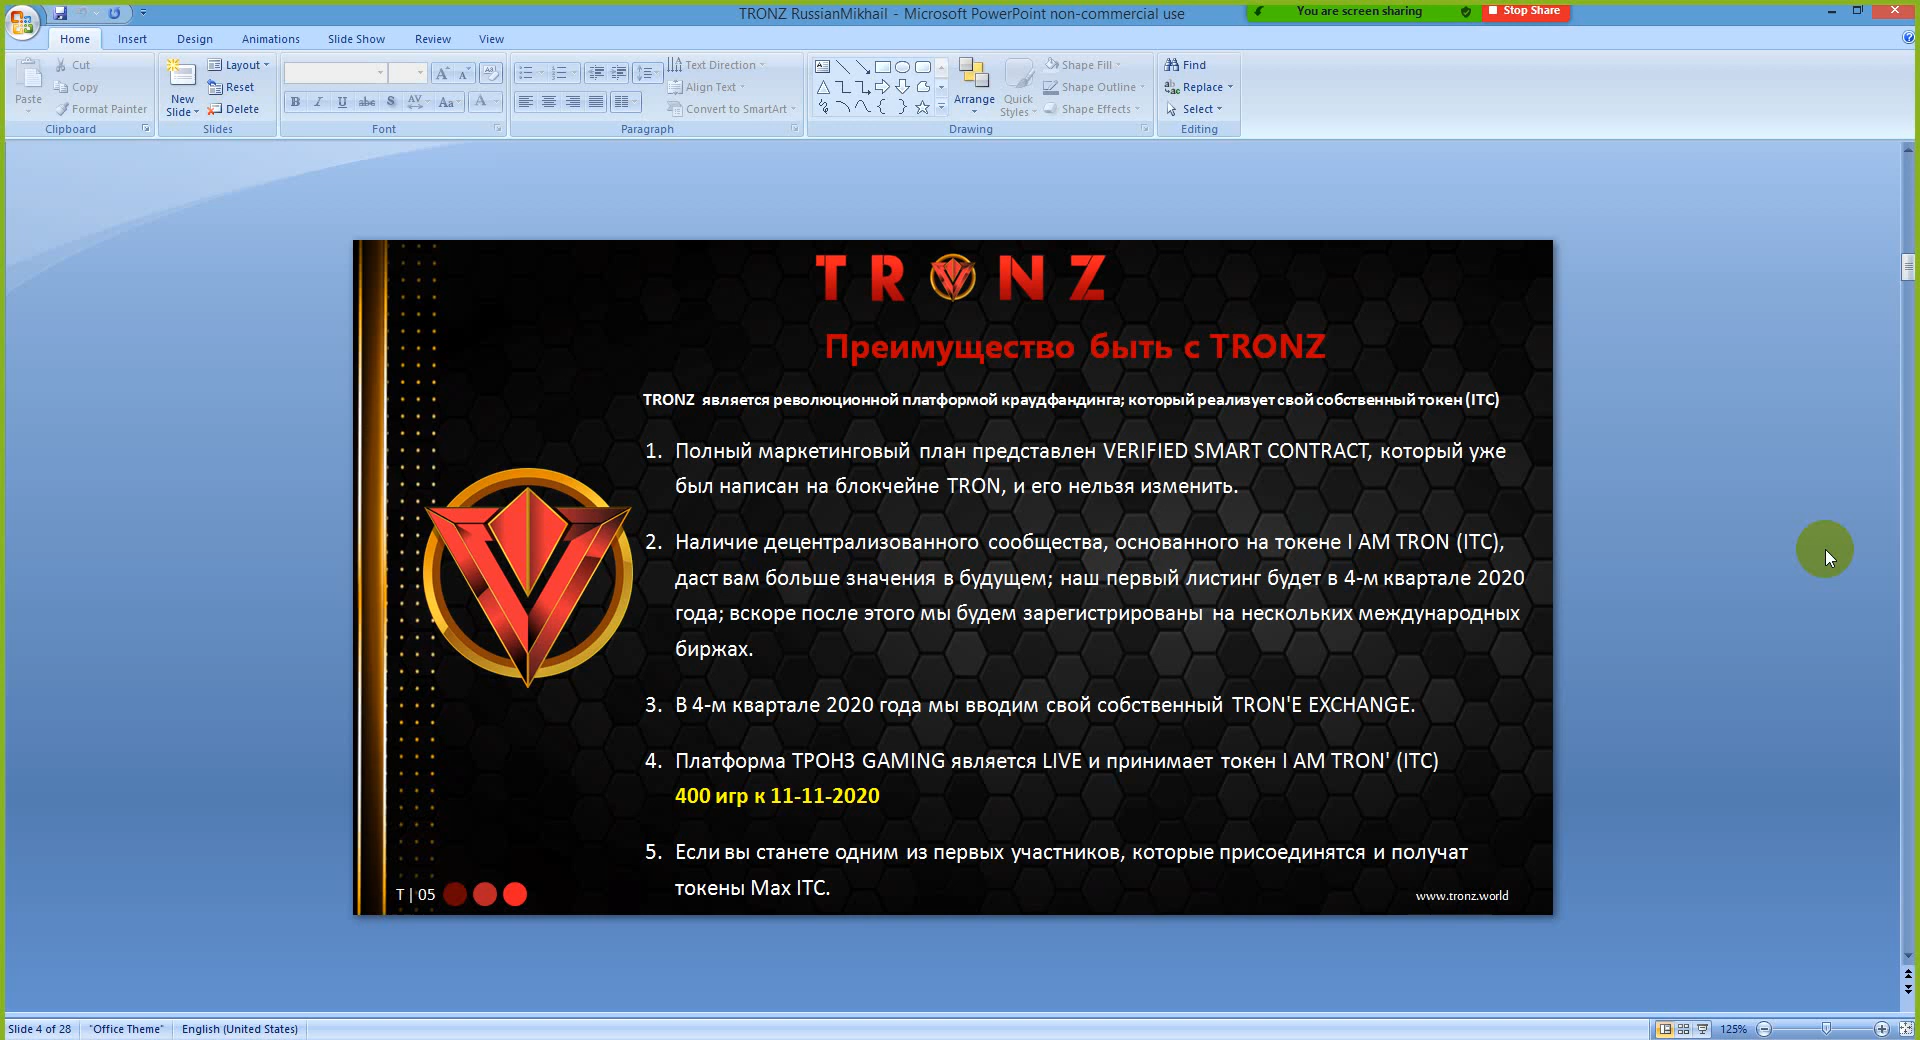 TRONZ RussianMikhail - Microsoft PowerPoint non-commercial use
You are screen sharing
Stop Share
Home Insert Design Animations Slide Show Review View
Paste
Cut
Copy
Format Painter
Clipboard
New Slide
Layout
Reset
Delete
Slides
Font
Text Direction
Align Text
Convert to SmartArt
Paragraph
Arrange
Quick Styles
Shape Fill
Shape Outline
Shape Effects
Drawing
Find
Replace
Select
Editing
TRONZ
Преимущество быть с TRONZ
TRONZ является революционной платформой краудфандинга; который реализует свой собственный токен (ITC)
1. Полный маркетинговый план представлен VERIFIED SMART CONTRACT, который уже
был написан на блокчейне TRON, и его нельзя изменить.
2. Наличие децентрализованного сообщества, основанного на токене I AM TRON (ITC),
даст вам больше значения в будущем; наш первый листинг будет в 4-м квартале 2020
года; вскоре после этого мы будем зарегистрированы на нескольких международных
биржах.
3. В 4-м квартале 2020 года мы вводим свой собственный TRON'E EXCHANGE.
4. Платформа ТРОНЗ GAMING является LIVE и принимает токен I AM TRON' (ITC)
400 игр к 11-11-2020
5. Если вы станете одним из первых участников, которые присоединятся и получат
токены Max ITC.
T | 05
www.tronz.world
Slide 4 of 28 "Office Theme" English (United States) 125%